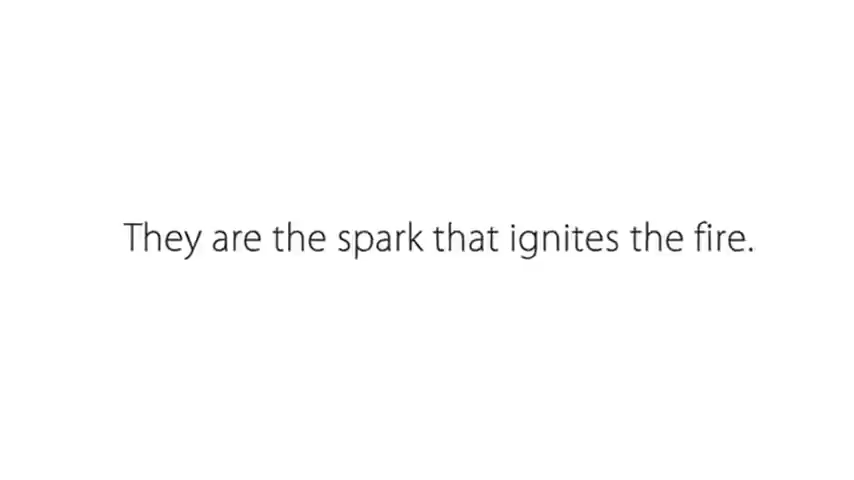 They are the spark that ignites the fire.